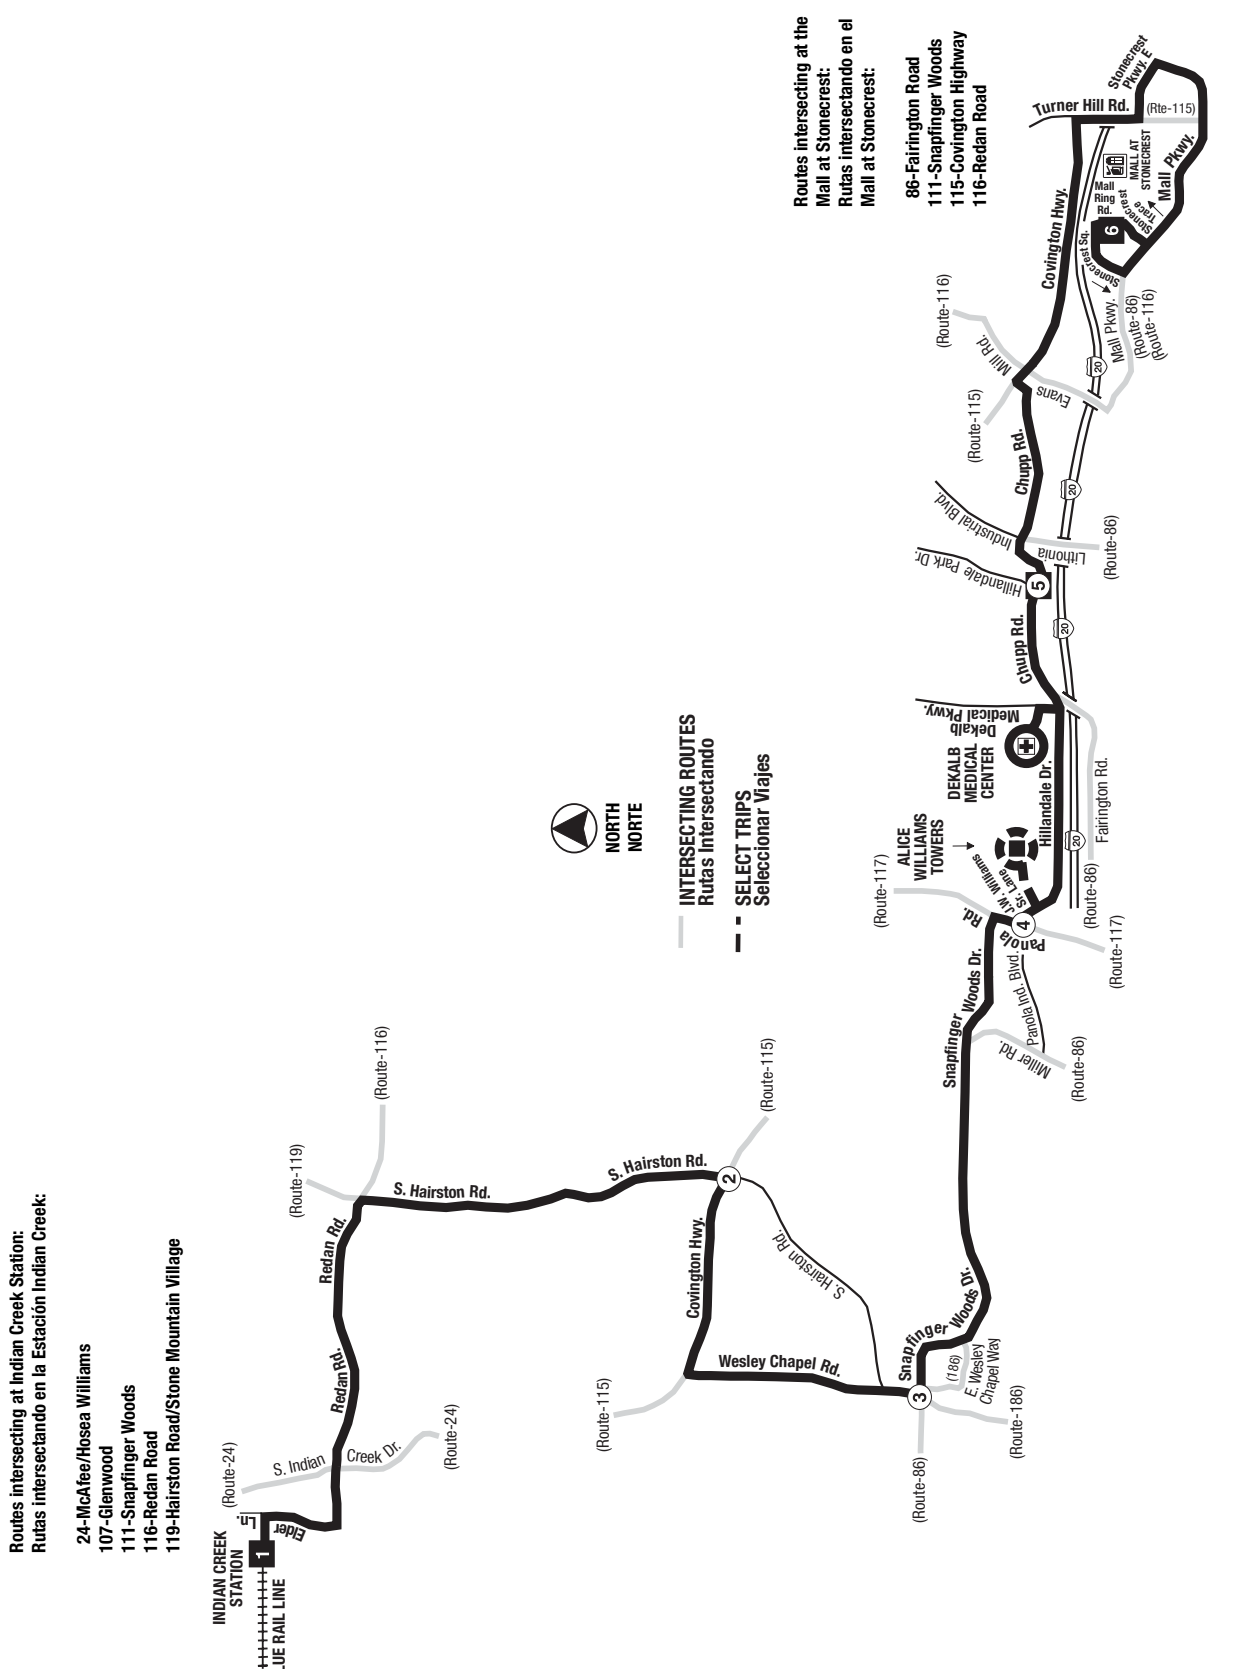 Routes intersecting at Indian Creek Station:
Rutas intersectando en la Estación Indian Creek:
24-McAfee/Hosea Williams
107-Glenwood
111-Snapfinger Woods
116-Redan Road
119-Hairston Road/Stone Mountain Village
INDIAN CREEK
STATION
LUE RAIL LINE
1
Elder
Ln.
(Route-24)
S. Indian
Creek Dr.
(Route-24)
Redan Rd.
Redan Rd.
(Route-119)
(Route-116)
S. Hairston Rd.
S. Hairston Rd.
2
(Route-115)
Covington Hwy.
S. Hairston Rd.
(Route-115)
Wesley Chapel Rd.
3
(Route-86)
(Route-186)
(186)
E. Wesley
Chapel Way
Snapfinger
Woods Dr.
Snapfinger
Woods Dr.
Miller Rd.
(Route-86)
Panola Ind. Blvd.
Panola
Rd.
4
(Route-117)
(Route-117)
J.W. Williams
Sr. Lane
ALICE
WILLIAMS
TOWERS
(Route-86)
Fairington Rd.
20
Hillandale Dr.
DEKALB
MEDICAL
CENTER
Dekalb
Medical Pkwy.
NORTH
NORTE
INTERSECTING ROUTES
Rutas Intersectando
SELECT TRIPS
Seleccionar Viajes
Chupp Rd.
20
5
Hillandale Park Dr.
Industrial Blvd.
Lithonia
(Route-86)
20
Chupp Rd.
(Route-115)
Evans
Mill Rd.
(Route-116)
20
Covington Hwy.
Mall Pkwy.
(Route-86)
(Route-116)
Stonecrest Sq.
6
Mall
Ring
Rd.
Stonecrest
Trace
MALL AT
STONECREST
Mall Pkwy.
(Rte-115)
Turner Hill Rd.
Stonecrest
Pkwy. E
Routes intersecting at the
Mall at Stonecrest:
Rutas intersectando en el
Mall at Stonecrest:
86-Fairington Road
111-Snapfinger Woods
115-Covington Highway
116-Redan Road